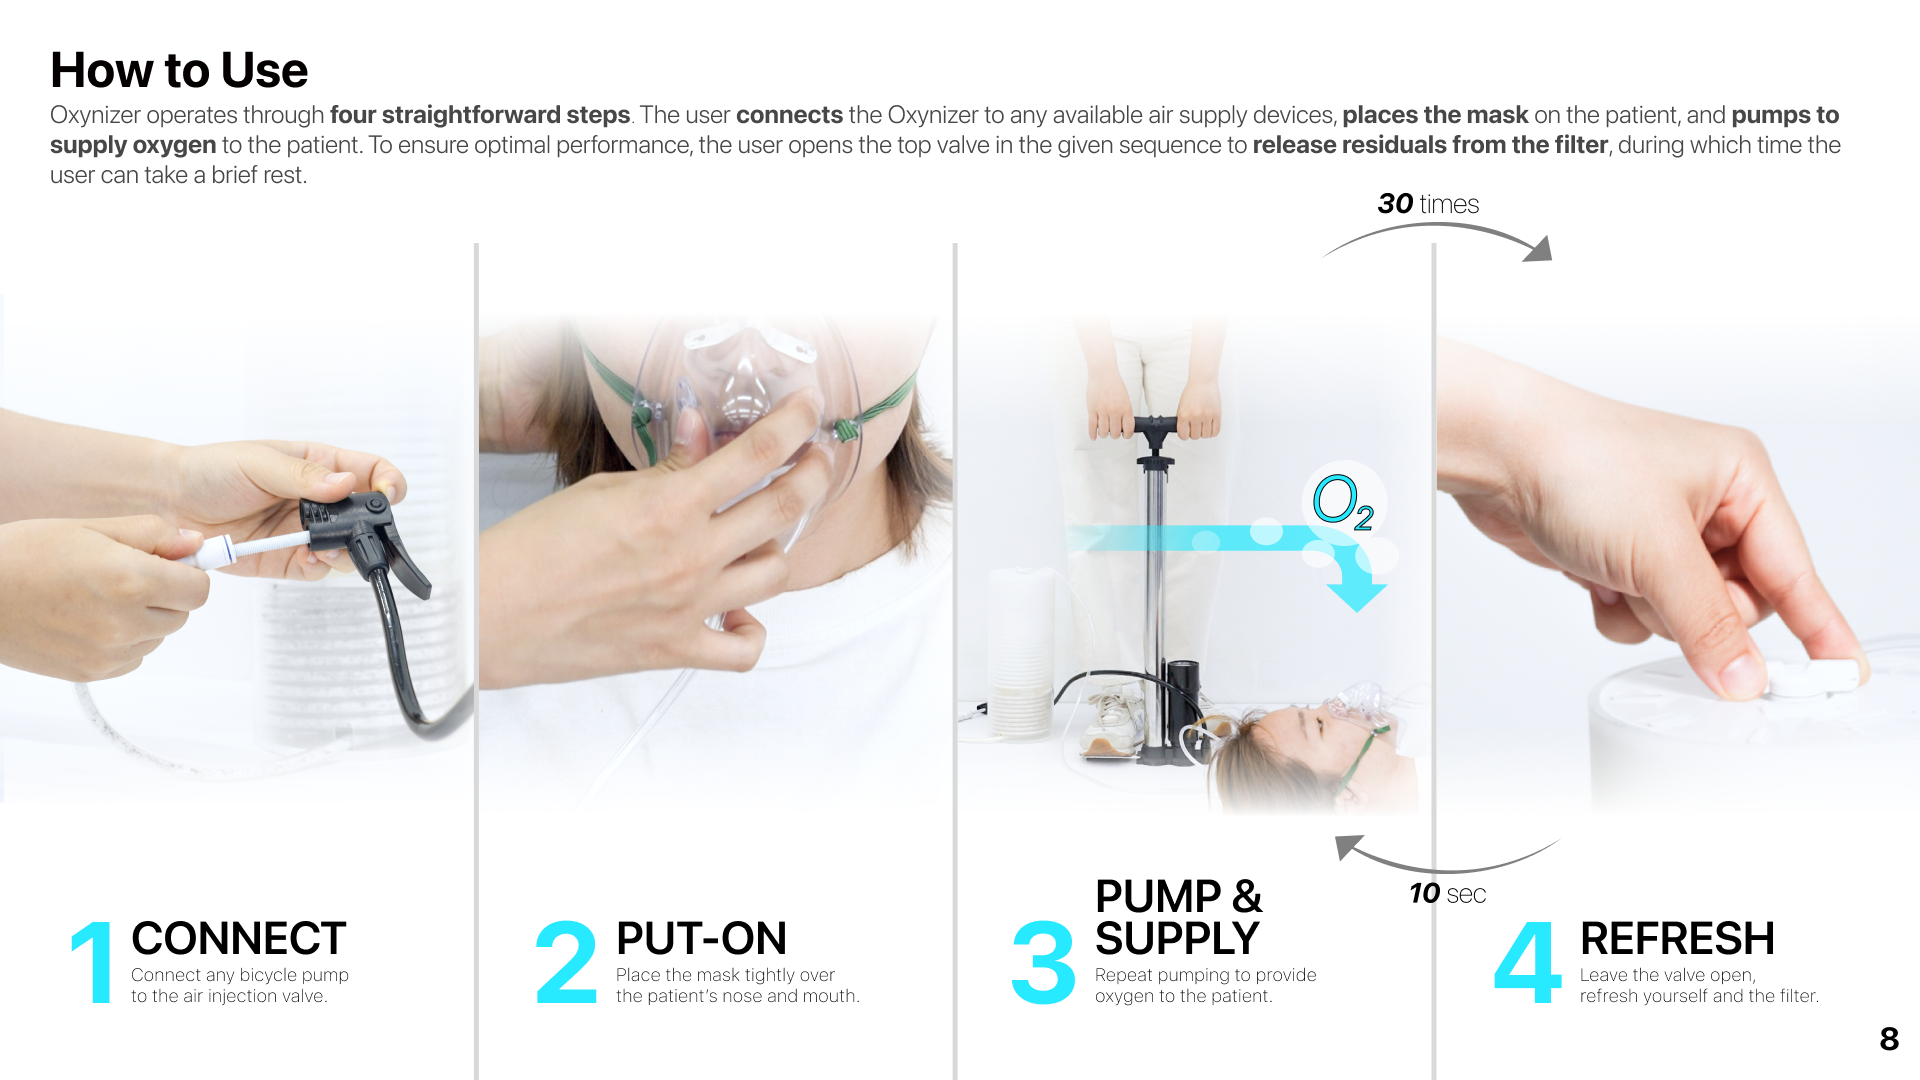 How to Use
Oxynizer operates through four straightforward steps. The user connects the Oxynizer to any available air supply devices, places the mask on the patient, and pumps to
supply oxygen to the patient. To ensure optimal performance, the user opens the top valve in the given sequence to release residuals from the filter, during which time the
user can take a brief rest.
30 times
O2
10 sec
1 CONNECT
Connect any bicycle pump
to the air injection valve.
2 PUT-ON
Place the mask tightly over
the patient's nose and mouth.
3 PUMP &
SUPPLY
Repeat pumping to provide
oxygen to the patient.
4 REFRESH
Leave the valve open,
refresh yourself and the filter.
8